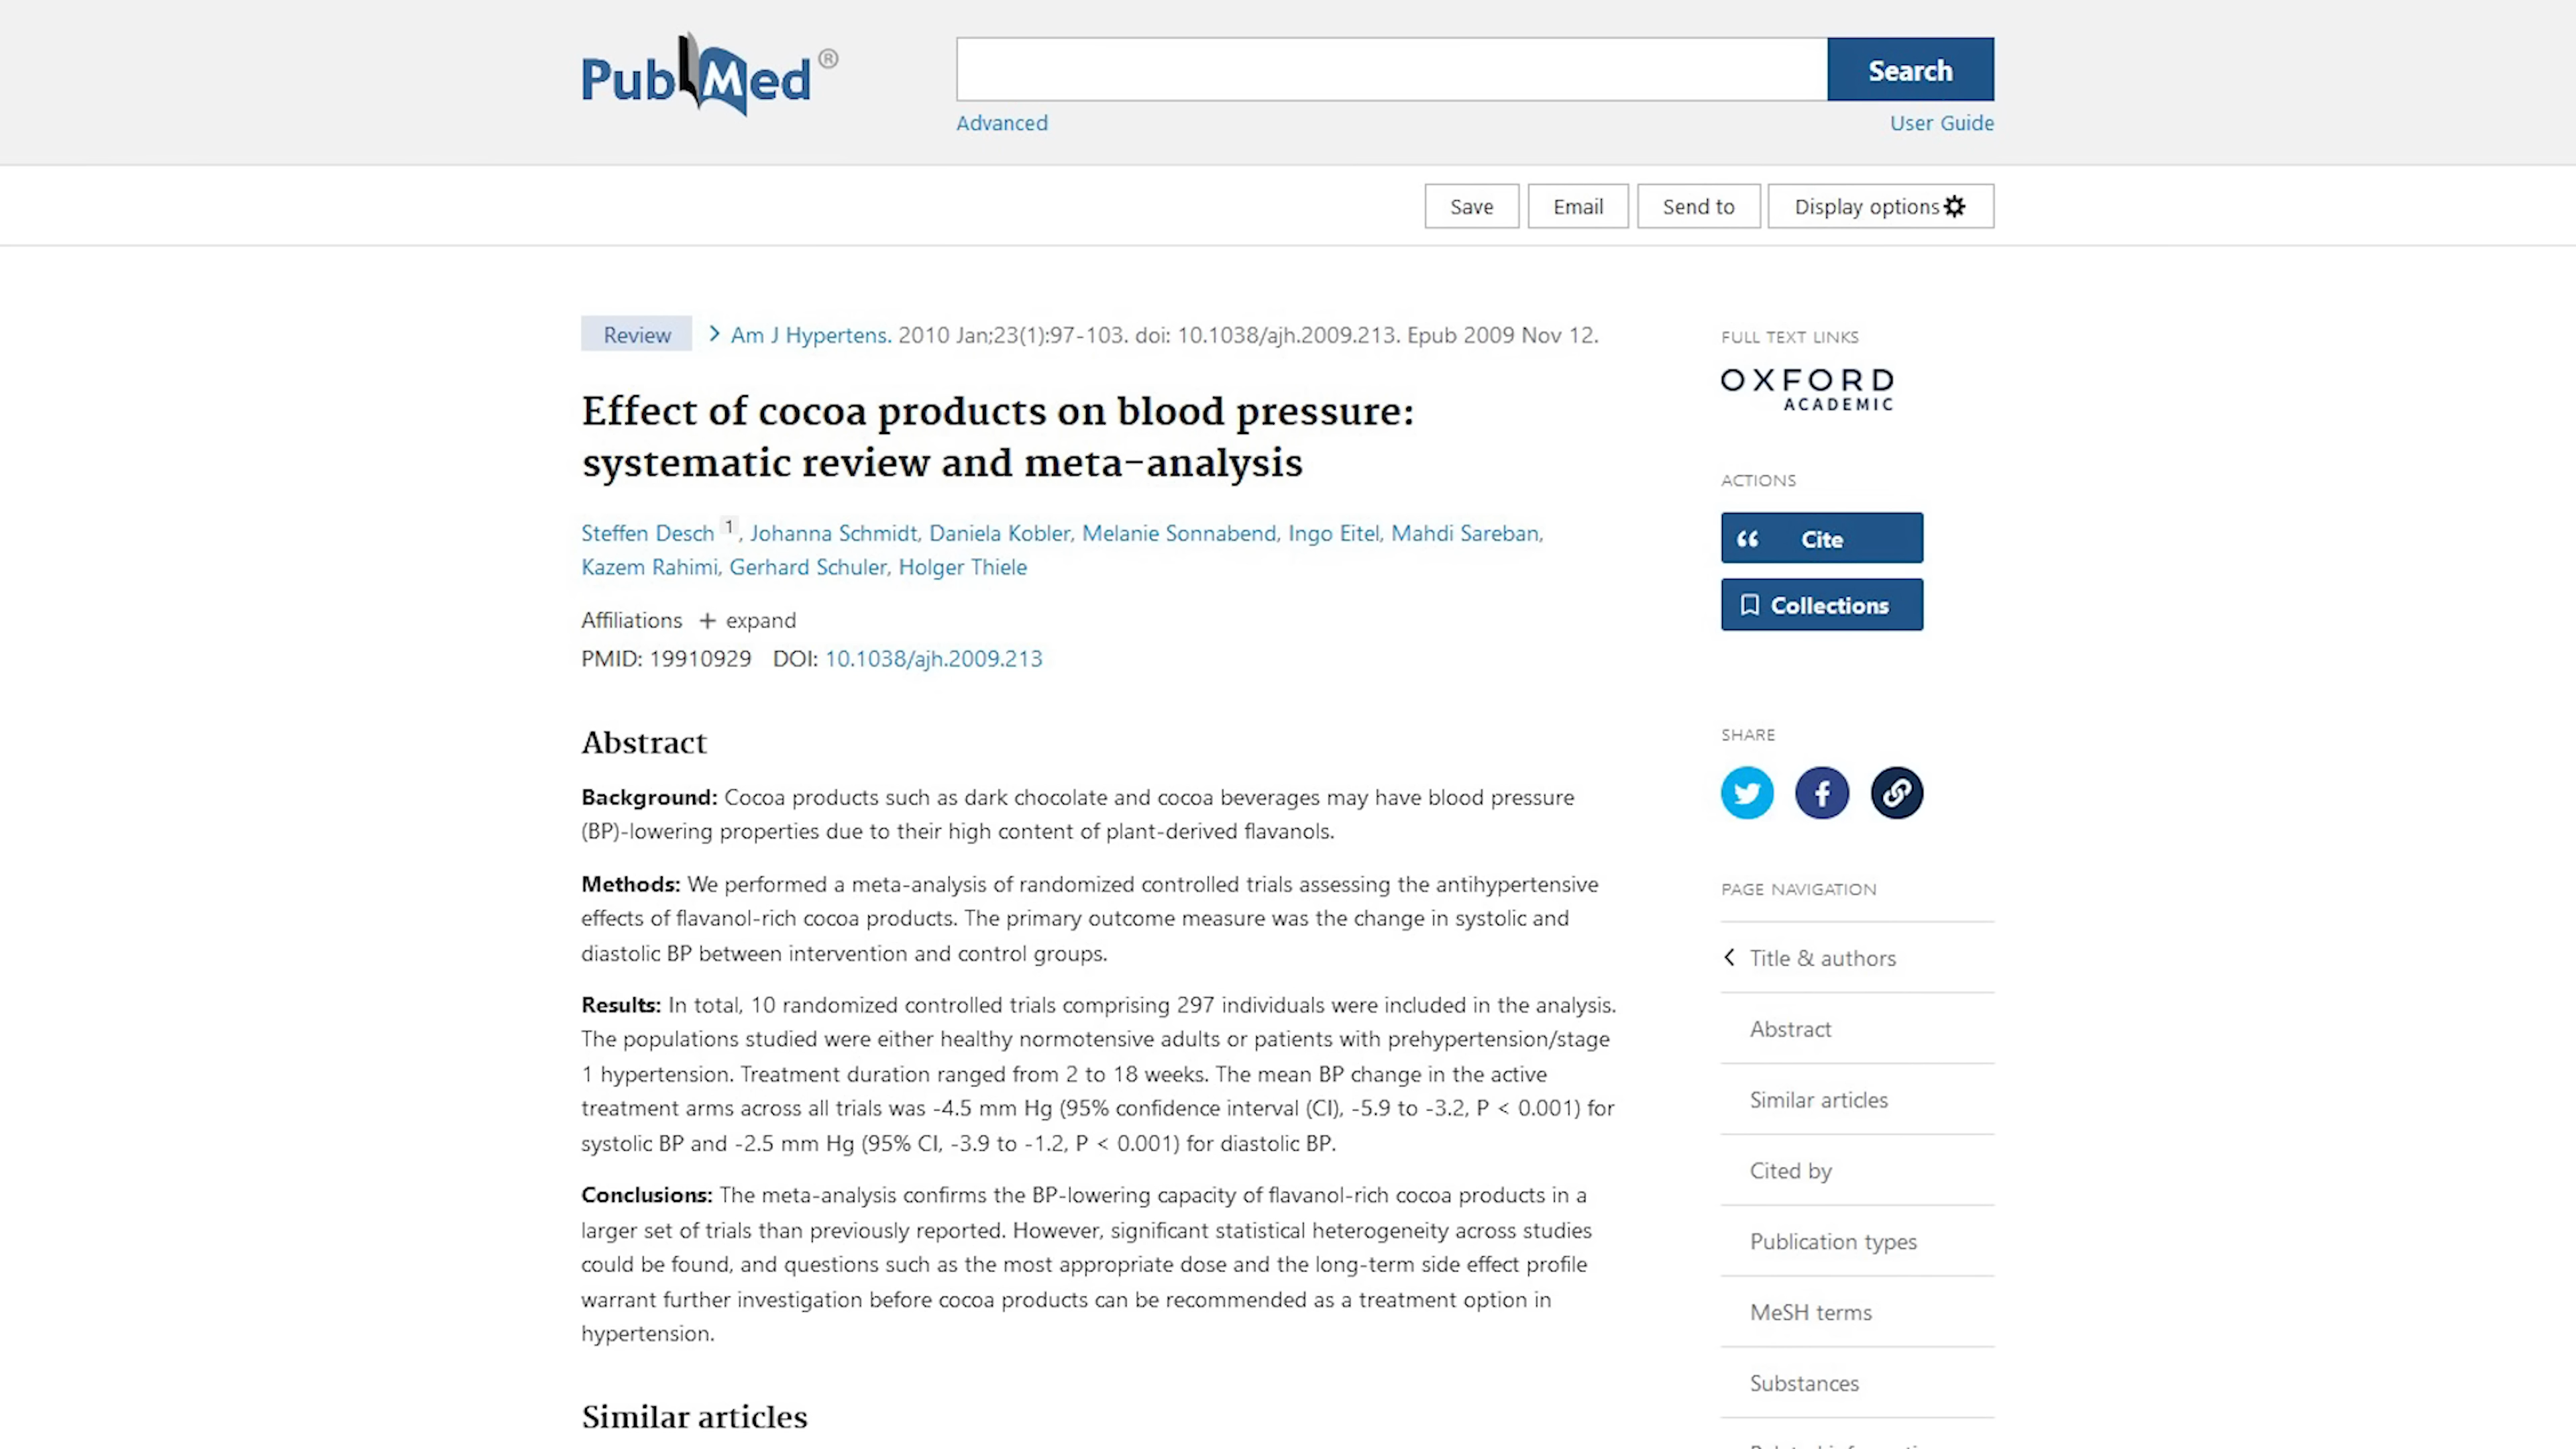 PubMed®
Search
Advanced
User Guide
Save
Email
Send to
Display options
Review
Am J Hypertens. 2010 Jan;23(1):97-103. doi: 10.1038/ajh.2009.213. Epub 2009 Nov 12.
Effect of cocoa products on blood pressure:
systematic review and meta-analysis
Steffen Desch 1, Johanna Schmidt, Daniela Kobler, Melanie Sonnabend, Ingo Eitel, Mahdi Sareban,
Kazem Rahimi, Gerhard Schuler, Holger Thiele
Affiliations + expand
PMID: 19910929 DOI: 10.1038/ajh.2009.213
Abstract
Background: Cocoa products such as dark chocolate and cocoa beverages may have blood pressure
(BP)-lowering properties due to their high content of plant-derived flavanols.
Methods: We performed a meta-analysis of randomized controlled trials assessing the antihypertensive
effects of flavanol-rich cocoa products. The primary outcome measure was the change in systolic and
diastolic BP between intervention and control groups.
Results: In total, 10 randomized controlled trials comprising 297 individuals were included in the analysis.
The populations studied were either healthy normotensive adults or patients with prehypertension/stage
1 hypertension. Treatment duration ranged from 2 to 18 weeks. The mean BP change in the active
treatment arms across all trials was -4.5 mm Hg (95% confidence interval (CI), -5.9 to -3.2, P < 0.001) for
systolic BP and -2.5 mm Hg (95% CI, -3.9 to -1.2, P < 0.001) for diastolic BP.
Conclusions: The meta-analysis confirms the BP-lowering capacity of flavanol-rich cocoa products in a
larger set of trials than previously reported. However, significant statistical heterogeneity across studies
could be found, and questions such as the most appropriate dose and the long-term side effect profile
warrant further investigation before cocoa products can be recommended as a treatment option in
hypertension.
Similar articles
FULL TEXT LINKS
OXFORD
ACADEMIC
ACTIONS
Cite
Collections
SHARE
PAGE NAVIGATION
Title & authors
Abstract
Similar articles
Cited by
Publication types
MeSH terms
Substances